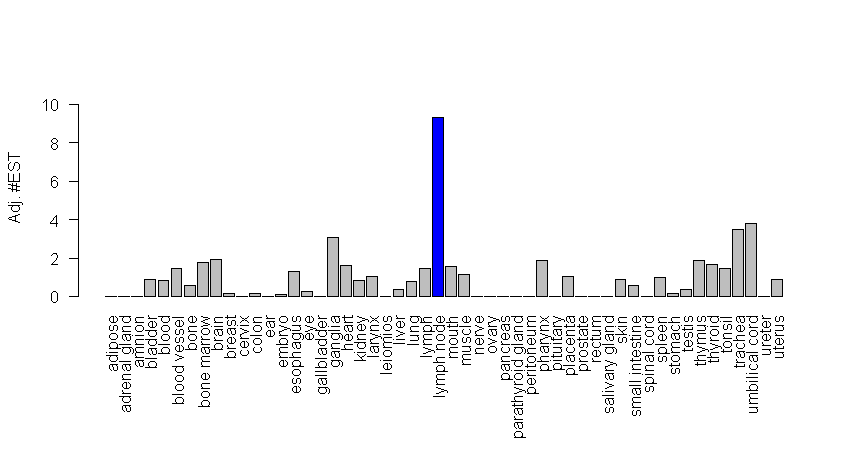 Adj. #EST
10
8
6
4
2
0
adipose
adrenal gland
amnion
bladder
blood
blood vessel
bone
bone marrow
brain
breast
cervix
colon
ear
embryo
esophagus
eye
gallbladder
ganglia
heart
kidney
larynx
leiomios
liver
lung
lymph
lymph node
mouth
muscle
nerve
ovary
pancreas
parathyroid gland
peritoneum
pharynx
pituitary
placenta
prostate
rectum
salivary gland
skin
small intestine
spinal cord
spleen
stomach
testis
thymus
thyroid
tonsil
trachea
umbilical cord
ureter
uterus